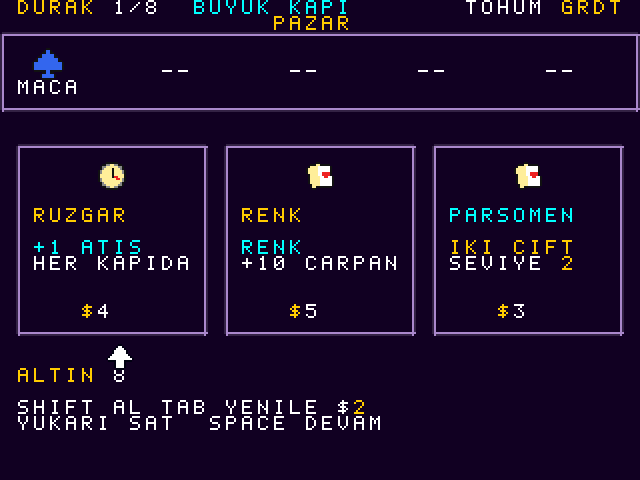 DURAK 1/8 BUYUK KAPI TOHUM GRDT
PAZAR
MACA -- -- -- --
RUZGAR
+1 ATIS
HER KAPIDA
$4
RENK
RENK
+10 CARPAN
$5
PARSOMEN
IKI CIFT
SEVIYE 2
$3
ALTIN 8
SHIFT AL TAB YENILE $2
YUKARI SAT SPACE DEVAM